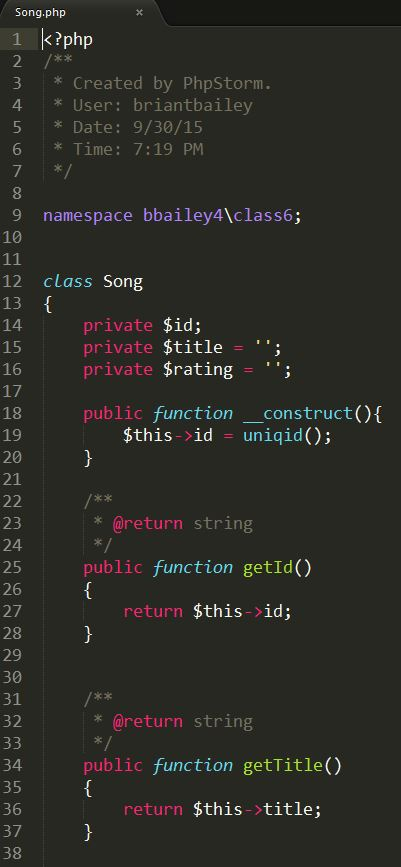 Song.php ×
1 <?php
2 /**
3  * Created by PhpStorm.
4  * User: briantbailey
5  * Date: 9/30/15
6  * Time: 7:19 PM
7  */
8
9 namespace bbailey4\class6;
10
11
12 class Song
13 {
14     private $id;
15     private $title = '';
16     private $rating = '';
17
18     public function __construct(){
19         $this->id = uniqid();
20     }
21
22     /**
23      * @return string
24      */
25     public function getId()
26     {
27         return $this->id;
28     }
29
30
31     /**
32      * @return string
33      */
34     public function getTitle()
35     {
36         return $this->title;
37     }
38